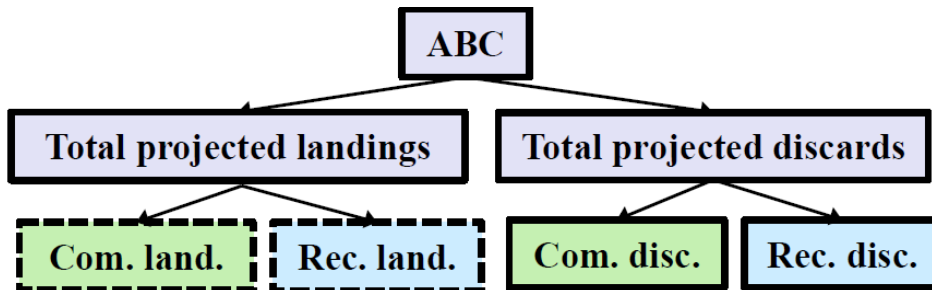 ABC
Total projected landings
Total projected discards
Com. land.
Rec. land.
Com. disc.
Rec. disc.